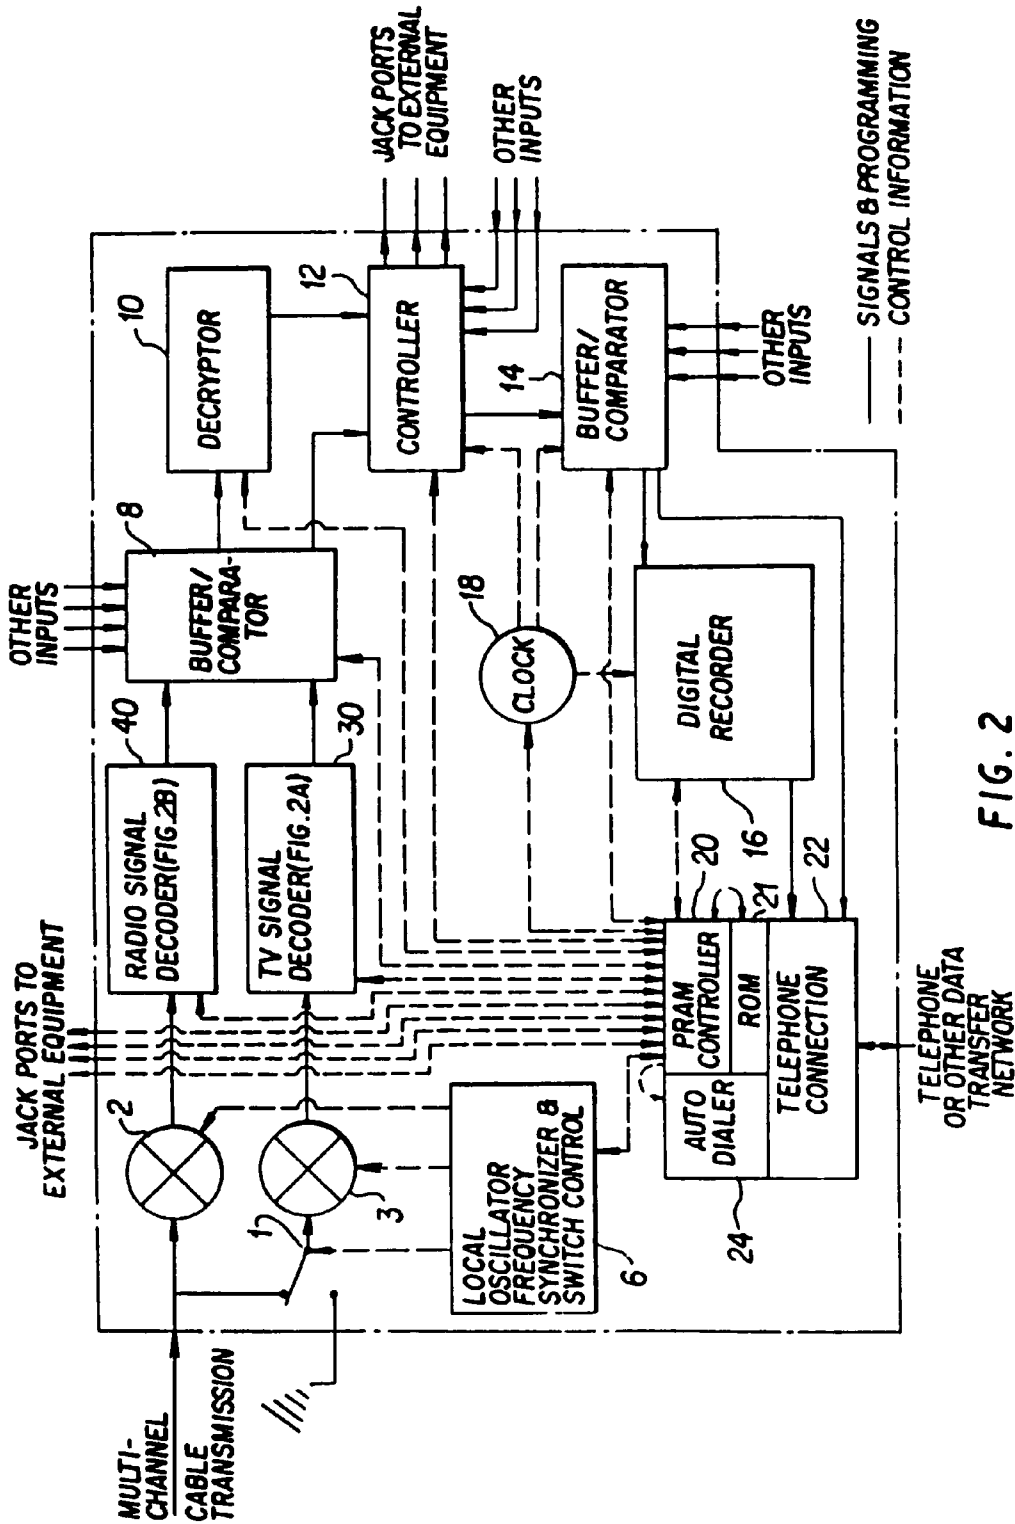 MULTI-
CHANNEL
CABLE
TRANSMISSION
JACK PORTS TO
EXTERNAL EQUIPMENT
OTHER
INPUTS
2
1
3
RADIO SIGNAL
DECODER(FIG.2B)
40
TV SIGNAL
DECODER(FIG.2A)
30
BUFFER/
COMPARA-
TOR
8
DECRYPTOR
10
CONTROLLER
12
JACK PORTS
TO EXTERNAL
EQUIPMENT
OTHER
INPUTS
LOCAL
OSCILLATOR
FREQUENCY
SYNCHRONIZER &
SWITCH CONTROL
6
CLOCK
18
BUFFER/
COMPARATOR
14
OTHER
INPUTS
DIGITAL
RECORDER
16
PRAM
CONTROLLER
20
ROM
21
AUTO
DIALER
24
TELEPHONE
CONNECTION
22
TELEPHONE
OR OTHER DATA
TRANSFER
NETWORK
SIGNALS & PROGRAMMING
CONTROL INFORMATION
FIG. 2